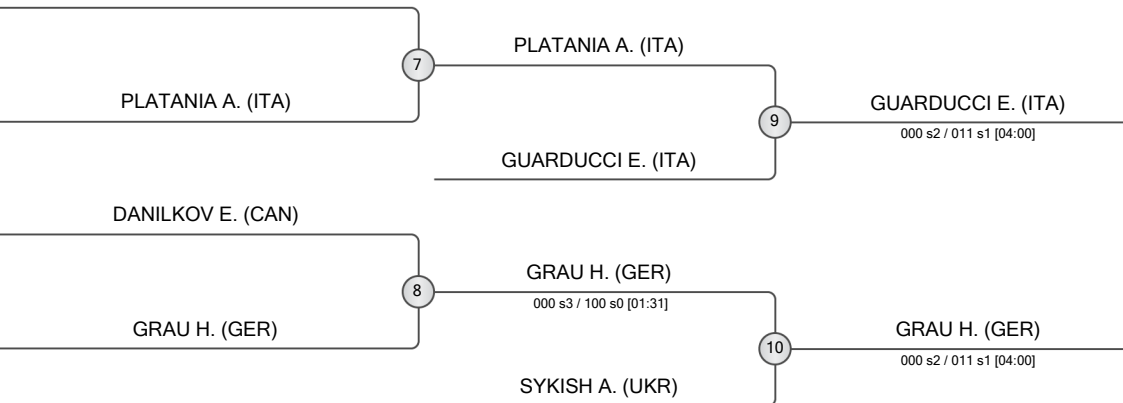 PLATANIA A. (ITA)
7
PLATANIA A. (ITA)
GUARDUCCI E. (ITA)
9
GUARDUCCI E. (ITA)
000 s2 / 011 s1 [04:00]
DANILKOV E. (CAN)
GRAU H. (GER)
8
GRAU H. (GER)
000 s3 / 100 s0 [01:31]
SYKISH A. (UKR)
10
GRAU H. (GER)
000 s2 / 011 s1 [04:00]